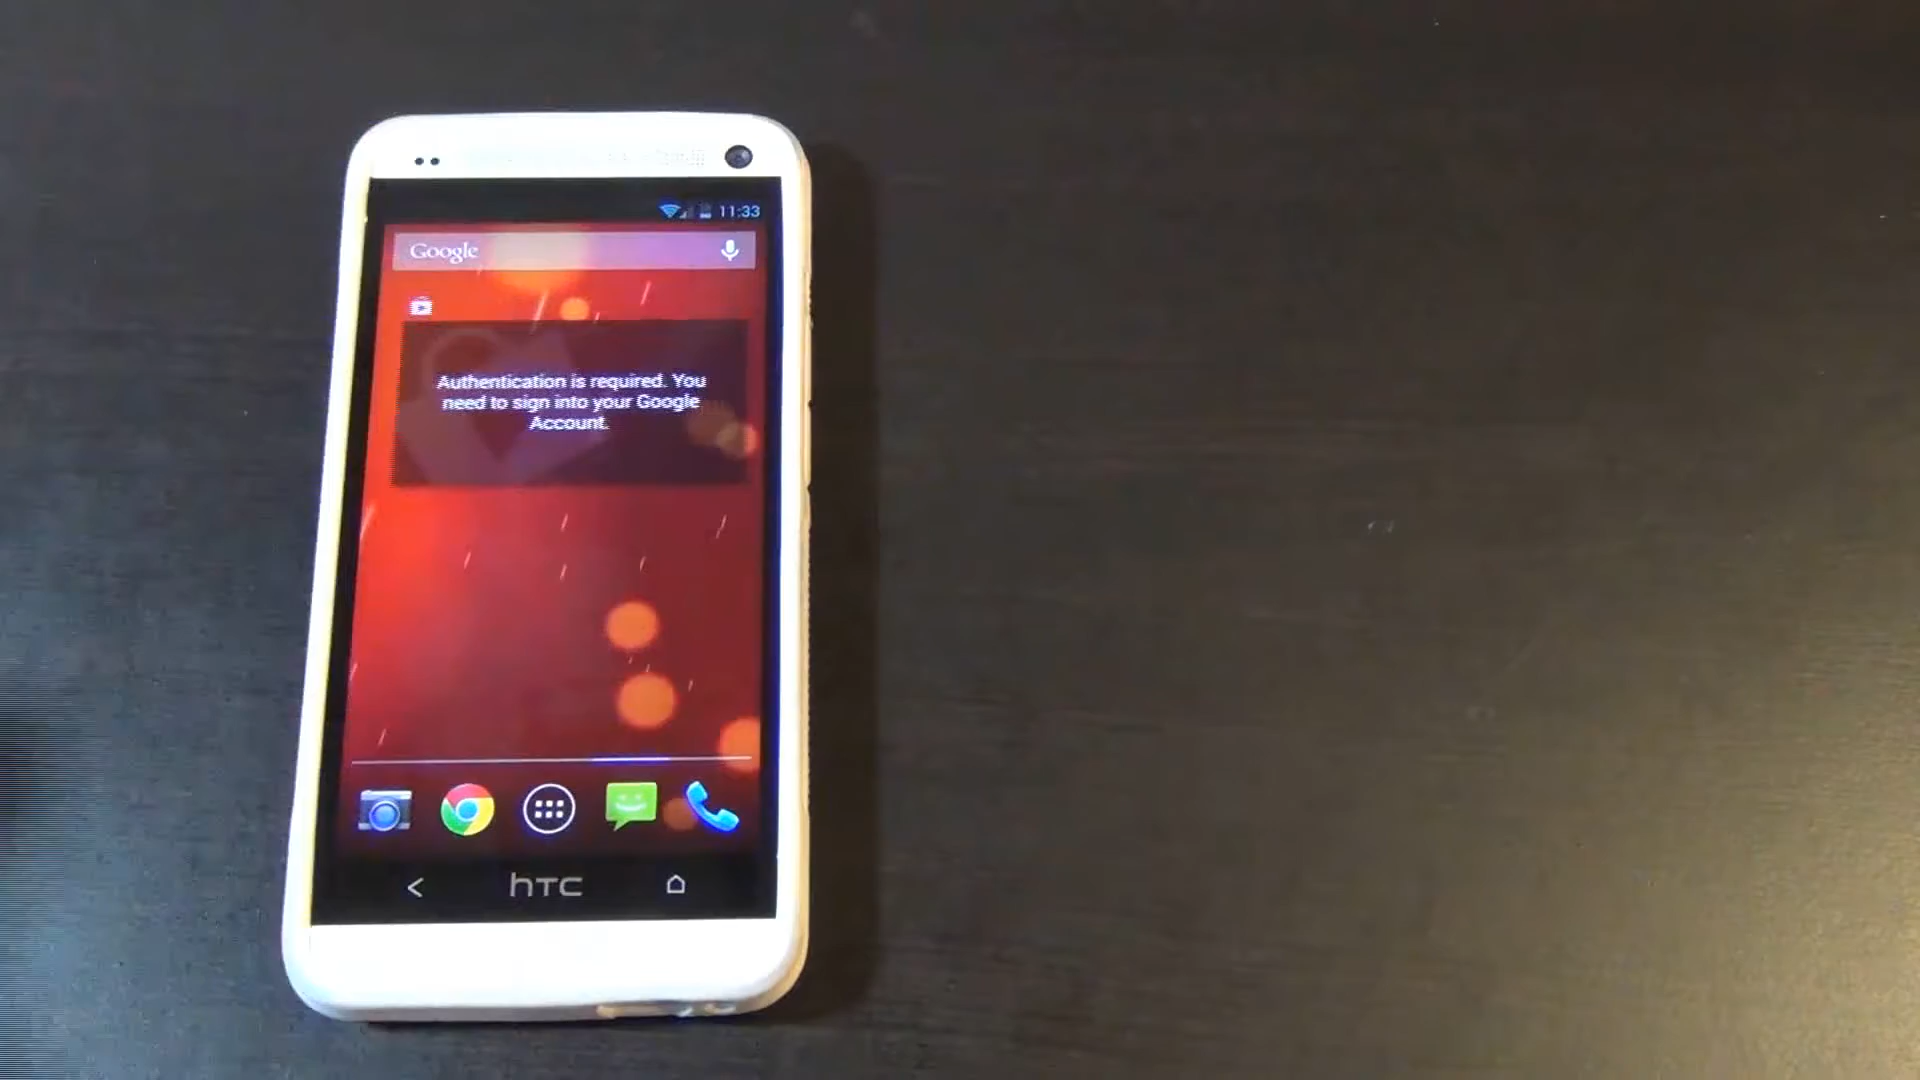 11:33
Google
Authentication is required. You
need to sign into your Google
Account.
hTC